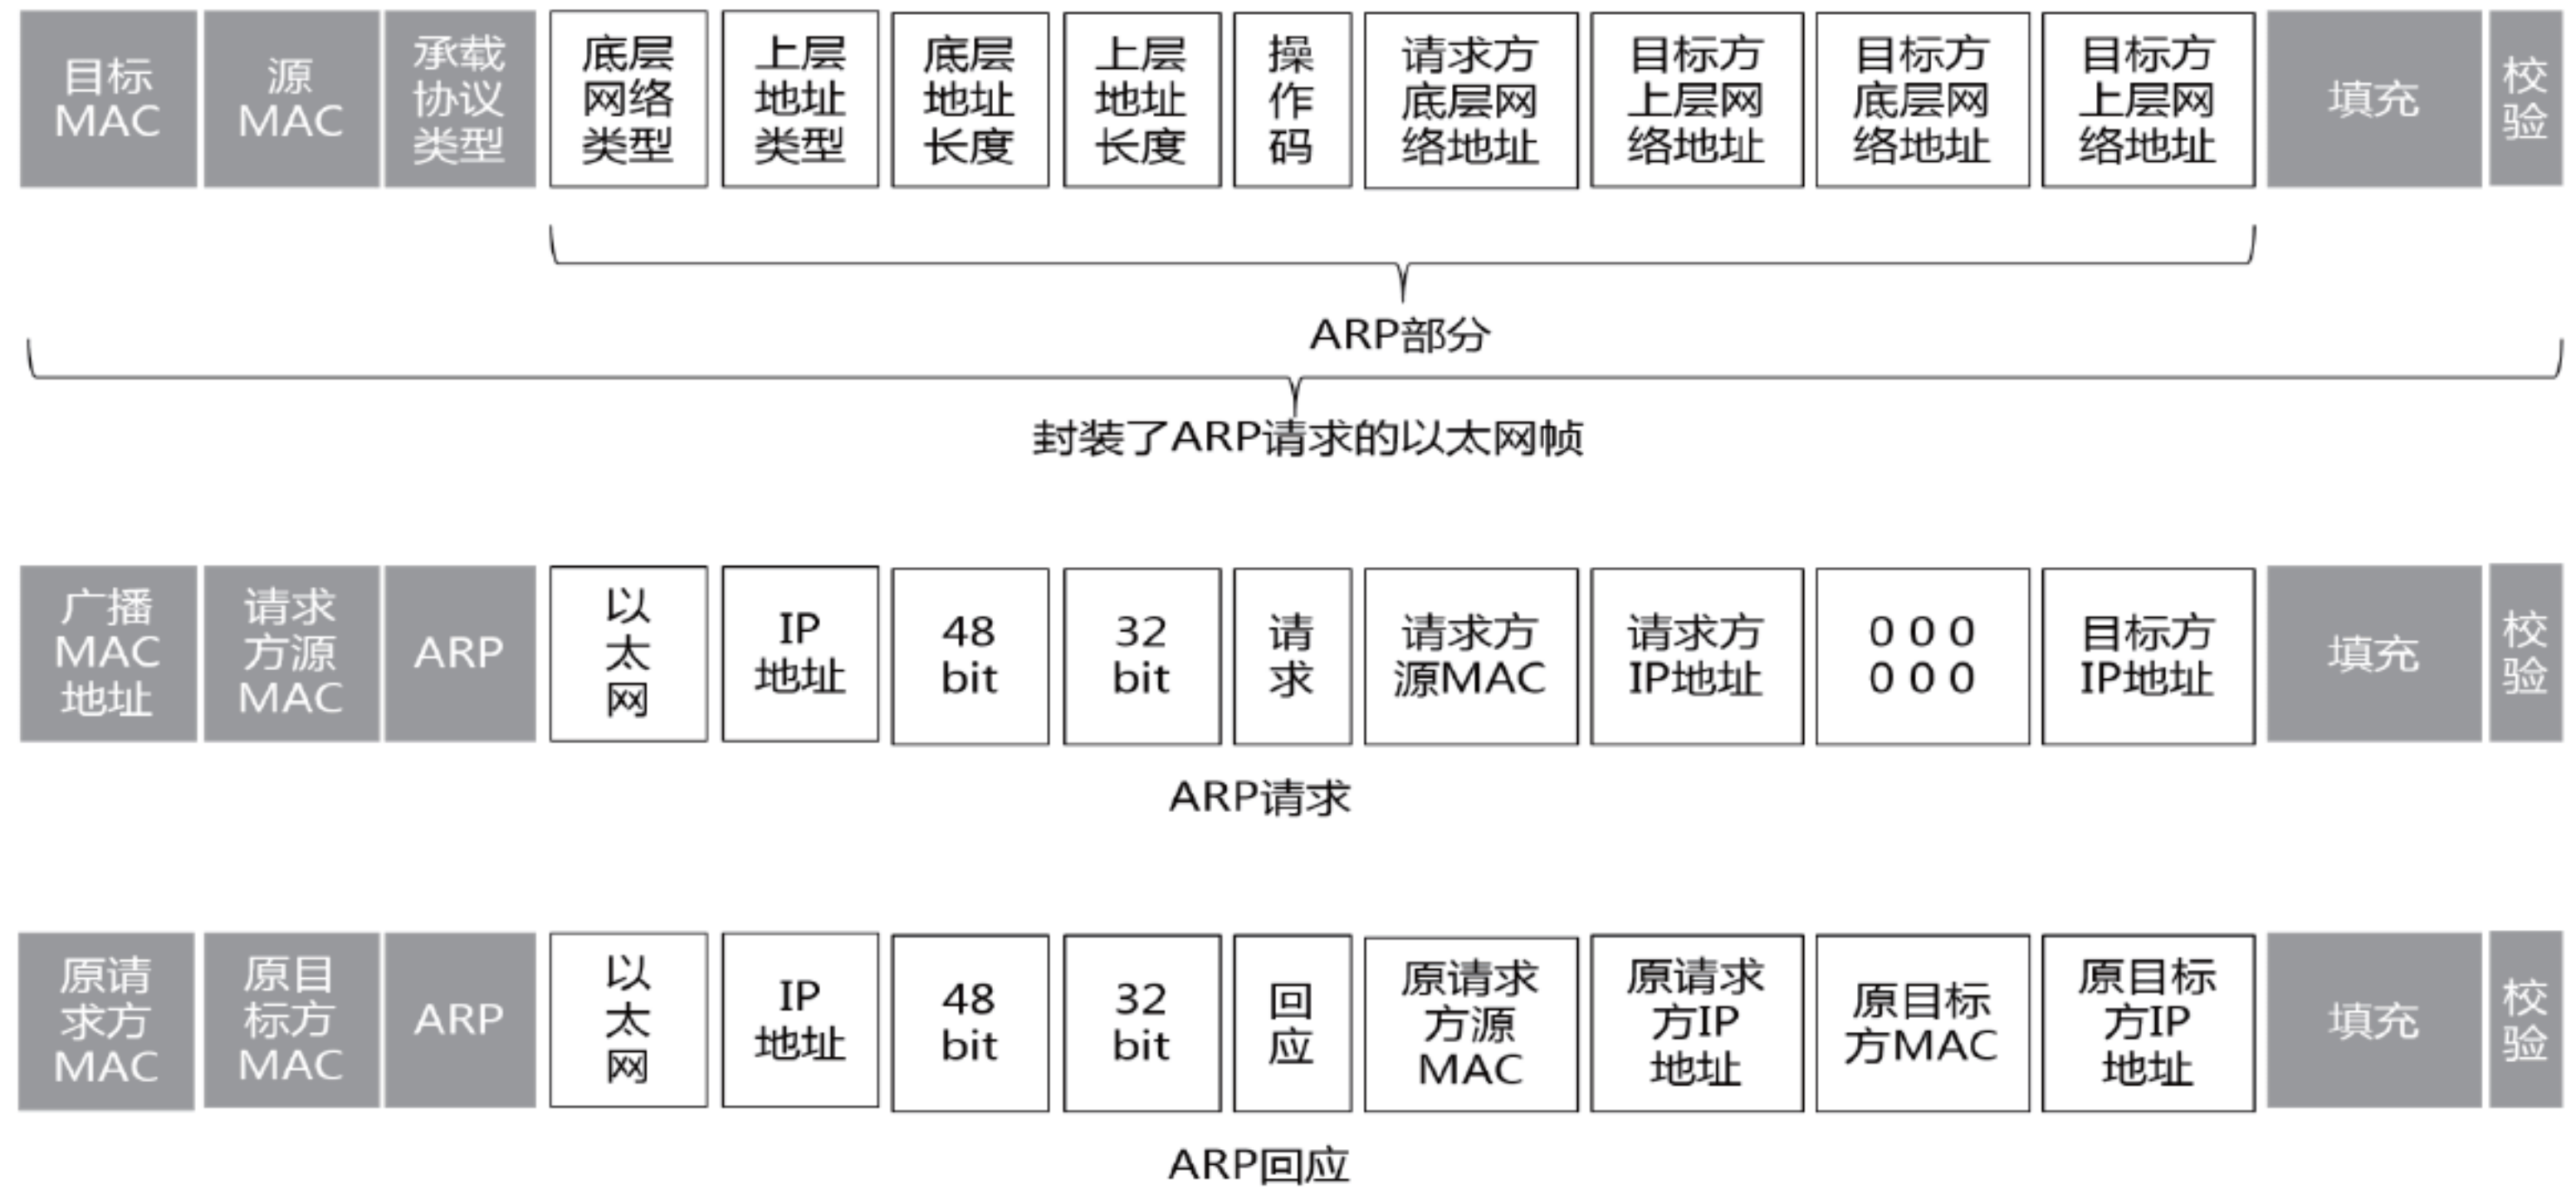 目标
MAC
源
MAC
承载
协议
类型
底层
网络
类型
上层
地址
类型
底层
地址
长度
上层
地址
长度
操
作
码
请求方
底层网
络地址
目标方
上层网
络地址
目标方
底层网
络地址
目标方
上层网
络地址
填充
校
验
ARP部分
封装了ARP请求的以太网帧
广播
MAC
地址
请求
方源
MAC
ARP
以
太
网
IP
地址
48
bit
32
bit
请
求
请求方
源MAC
请求方
IP地址
0 0 0
0 0 0
目标方
IP地址
填充
校
验
ARP请求
原请
求方
MAC
原目
标方
MAC
ARP
以
太
网
IP
地址
48
bit
32
bit
回
应
原请求
方源
MAC
原请求
方IP
地址
原目标
方MAC
原目标
方IP
地址
填充
校
验
ARP回应